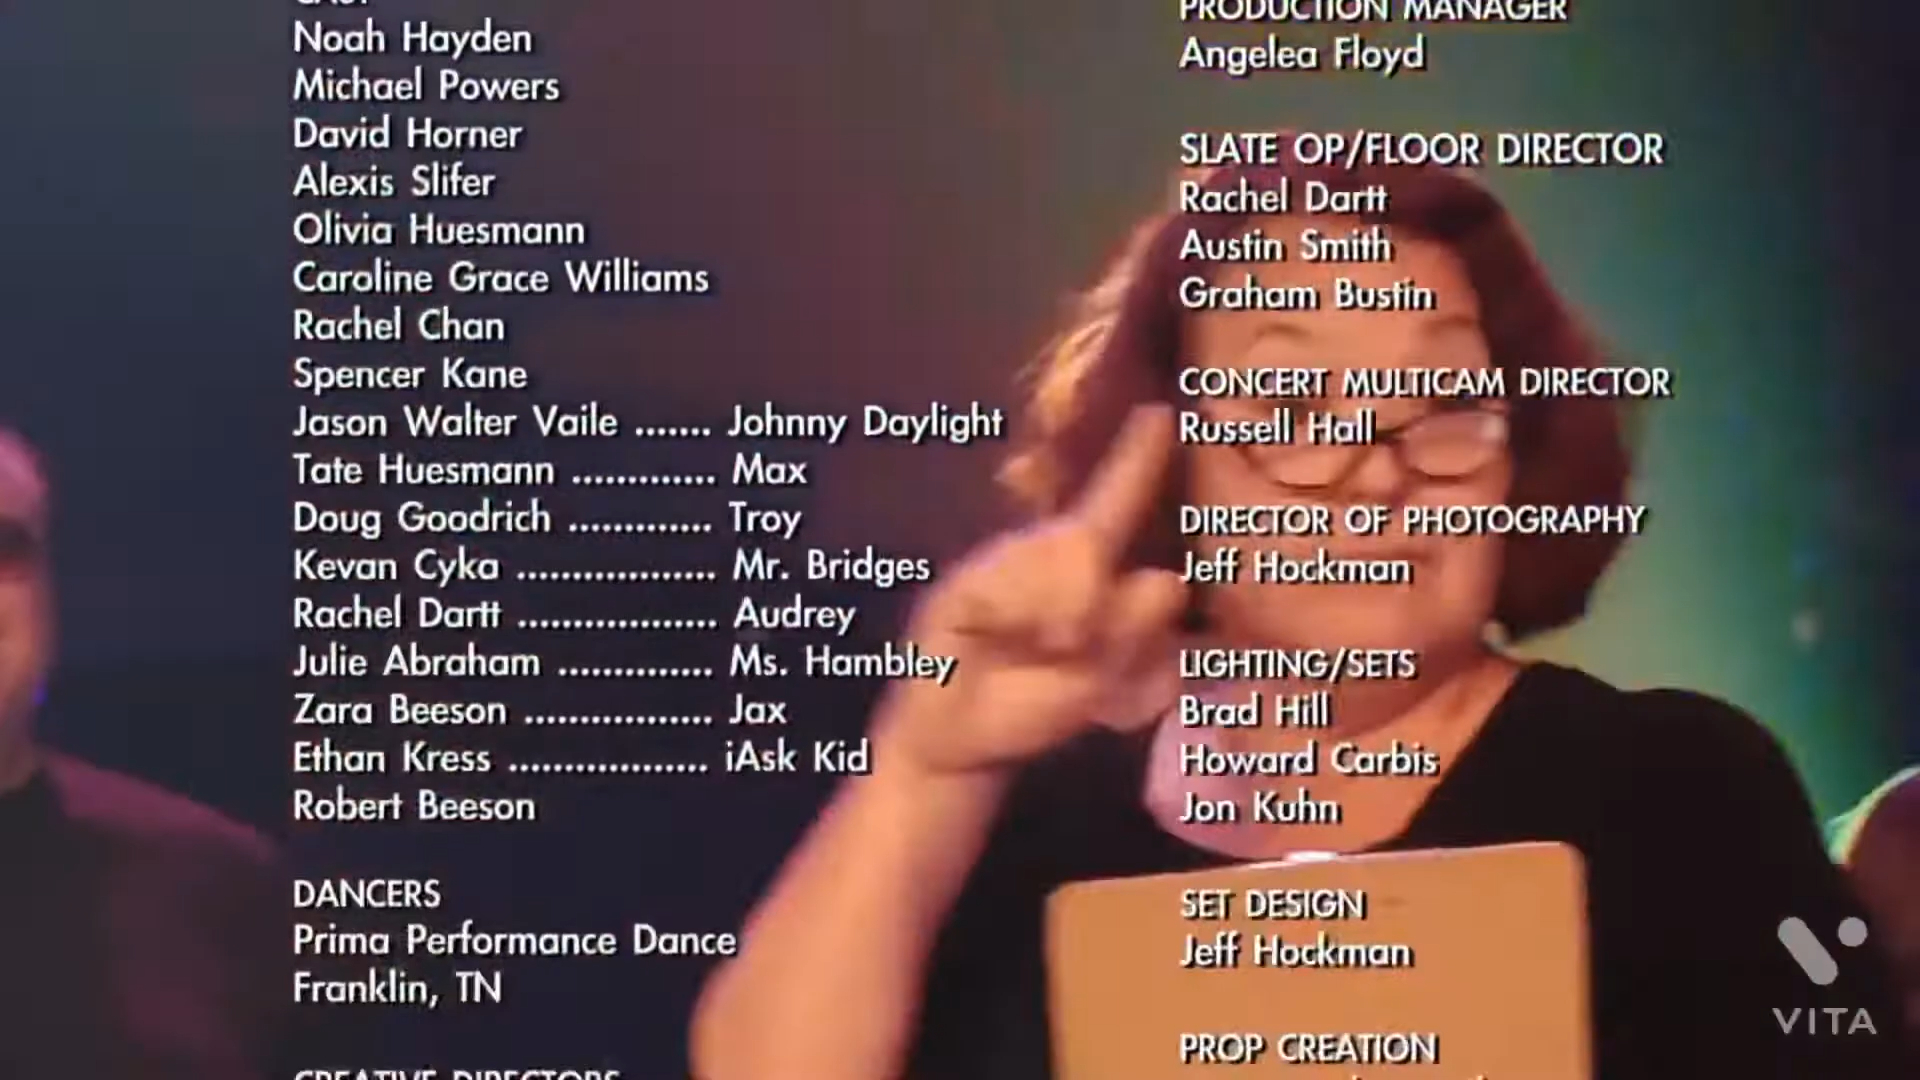 CAST
Noah Hayden
Michael Powers
David Horner
Alexis Slifer
Olivia Huesmann
Caroline Grace Williams
Rachel Chan
Spencer Kane
Jason Walter Vaile ....... Johnny Daylight
Tate Huesmann ............. Max
Doug Goodrich ............. Troy
Kevan Cyka .................. Mr. Bridges
Rachel Dartt .................. Audrey
Julie Abraham .............. Ms. Hambley
Zara Beeson ................. Jax
Ethan Kress .................. iAsk Kid
Robert Beeson
DANCERS
Prima Performance Dance
Franklin, TN
CREATIVE DIRECTORS
PRODUCTION MANAGER
Angelea Floyd
SLATE OP/FLOOR DIRECTOR
Rachel Dartt
Austin Smith
Graham Bustin
CONCERT MULTICAM DIRECTOR
Russell Hall
DIRECTOR OF PHOTOGRAPHY
Jeff Hockman
LIGHTING/SETS
Brad Hill
Howard Carbis
Jon Kuhn
SET DESIGN
Jeff Hockman
PROP CREATION
VITA